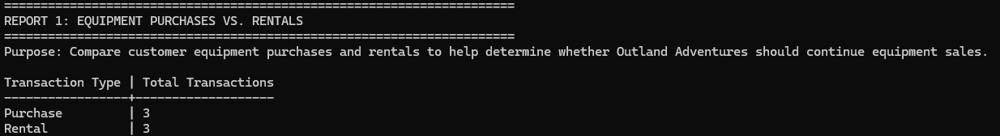 ======================================================================
REPORT 1: EQUIPMENT PURCHASES VS. RENTALS
======================================================================
Purpose: Compare customer equipment purchases and rentals to help determine whether Outland Adventures should continue equipment sales.

Transaction Type | Total Transactions
-----------------+-------------------
Purchase         | 3
Rental           | 3